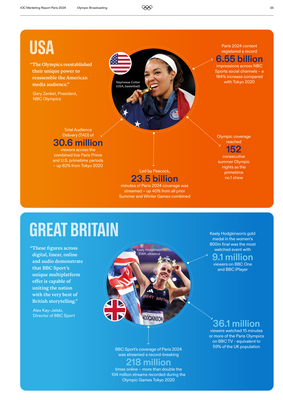 IOC Marketing Report Paris 2024
Olympic Broadcasting
35
USA
"The Olympics reestablished
their unique power to
reassemble the American
media audience."
Gary Zenkel, President,
NBC Olympics
Napheesa Collier
(USA, basketball)
Paris 2024 content
registered a record
6.55 billion
impressions across NBC
Sports social channels – a
184% increase compared
with Tokyo 2020
Total Audience
Delivery (TAD) of
30.6 million
viewers across the
combined live Paris Prime
and U.S. primetime periods
– up 82% from Tokyo 2020
Olympic coverage
reached
152
consecutive
summer Olympic
nights as the
primetime
no.1 show
Led by Peacock,
23.5 billion
minutes of Paris 2024 coverage was
streamed – up 40% from all prior
Summer and Winter Games combined
GREAT BRITAIN
"These figures across
digital, linear, online
and audio demonstrate
that BBC Sport's
unique multiplatform
offer is capable of
uniting the nation
with the very best of
British storytelling."
Alex Kay-Jelski,
Director of BBC Sport
Keely Hodgkinson's gold
medal in the women's
800m final was the most
watched event with
9.1 million
viewers on BBC One
and BBC iPlayer
36.1 million
viewers watched 15 minutes
or more of the Paris Olympics
on BBC TV – equivalent to
59% of the UK population
BBC Sport's coverage of Paris 2024
was streamed a record-breaking
218 million
times online – more than double the
104 million streams recorded during the
Olympic Games Tokyo 2020